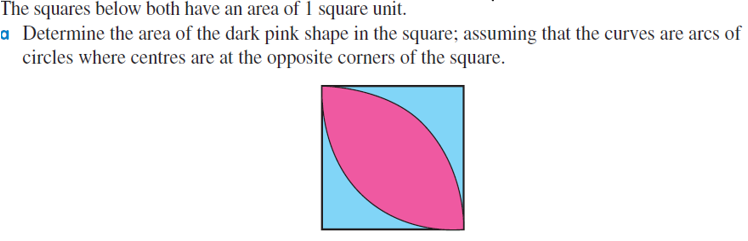 The squares below both have an area of 1 square unit.
a Determine the area of the dark pink shape in the square; assuming that the curves are arcs of
circles where centres are at the opposite corners of the square.